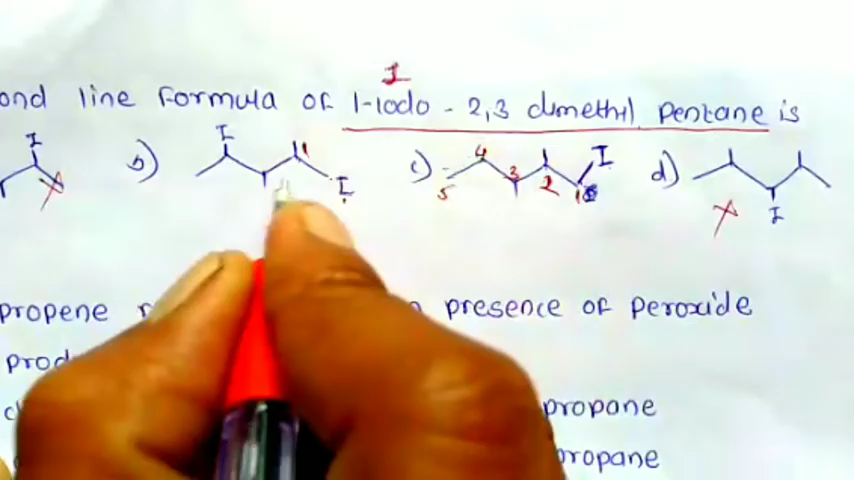 I
ond line Formula of 1-iodo - 2,3 dimethyl Pentane is
I b) I I c) 5 4 3 2 1 I d) I
propene presence of Peroxide
prod
propane
propane